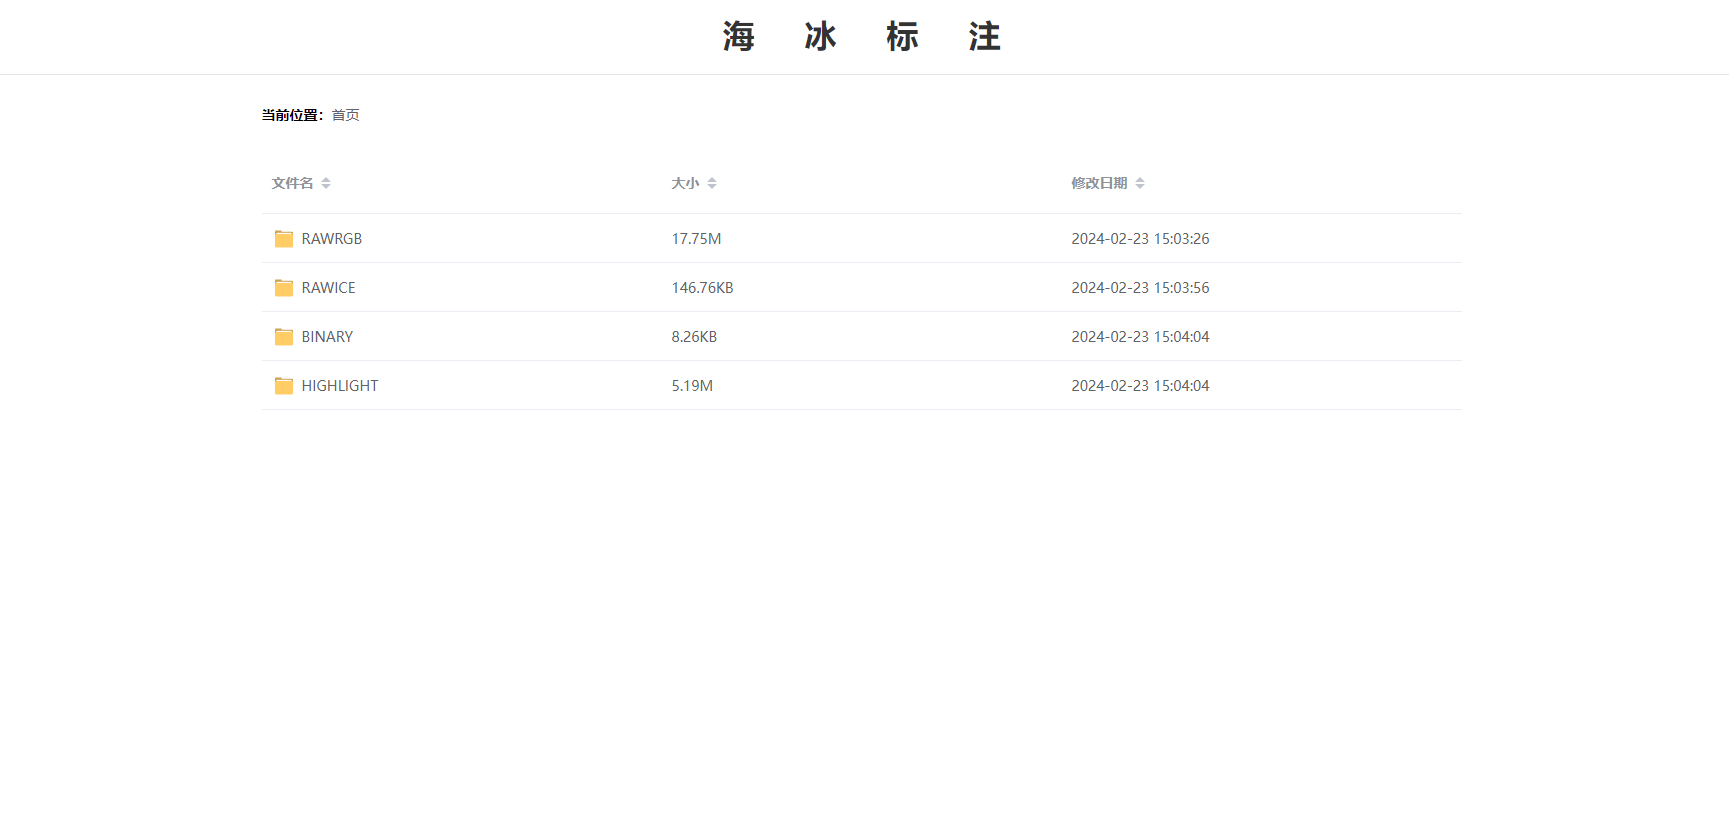 海 冰 标 注
当前位置：首页
文件名 大小 修改日期
RAWRGB 17.75M 2024-02-23 15:03:26
RAWICE 146.76KB 2024-02-23 15:03:56
BINARY 8.26KB 2024-02-23 15:04:04
HIGHLIGHT 5.19M 2024-02-23 15:04:04